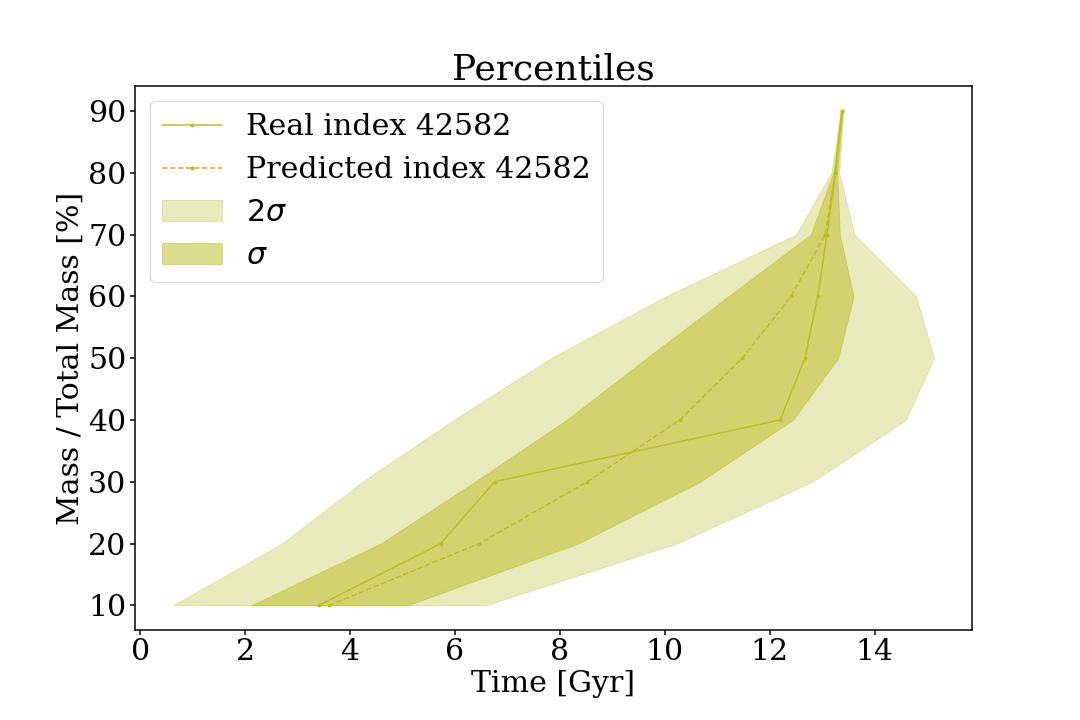 Percentiles
Real index 42582
Predicted index 42582
2σ
σ
Mass / Total Mass [%]
90
80
70
60
50
40
30
20
10
0 2 4 6 8 10 12 14
Time [Gyr]